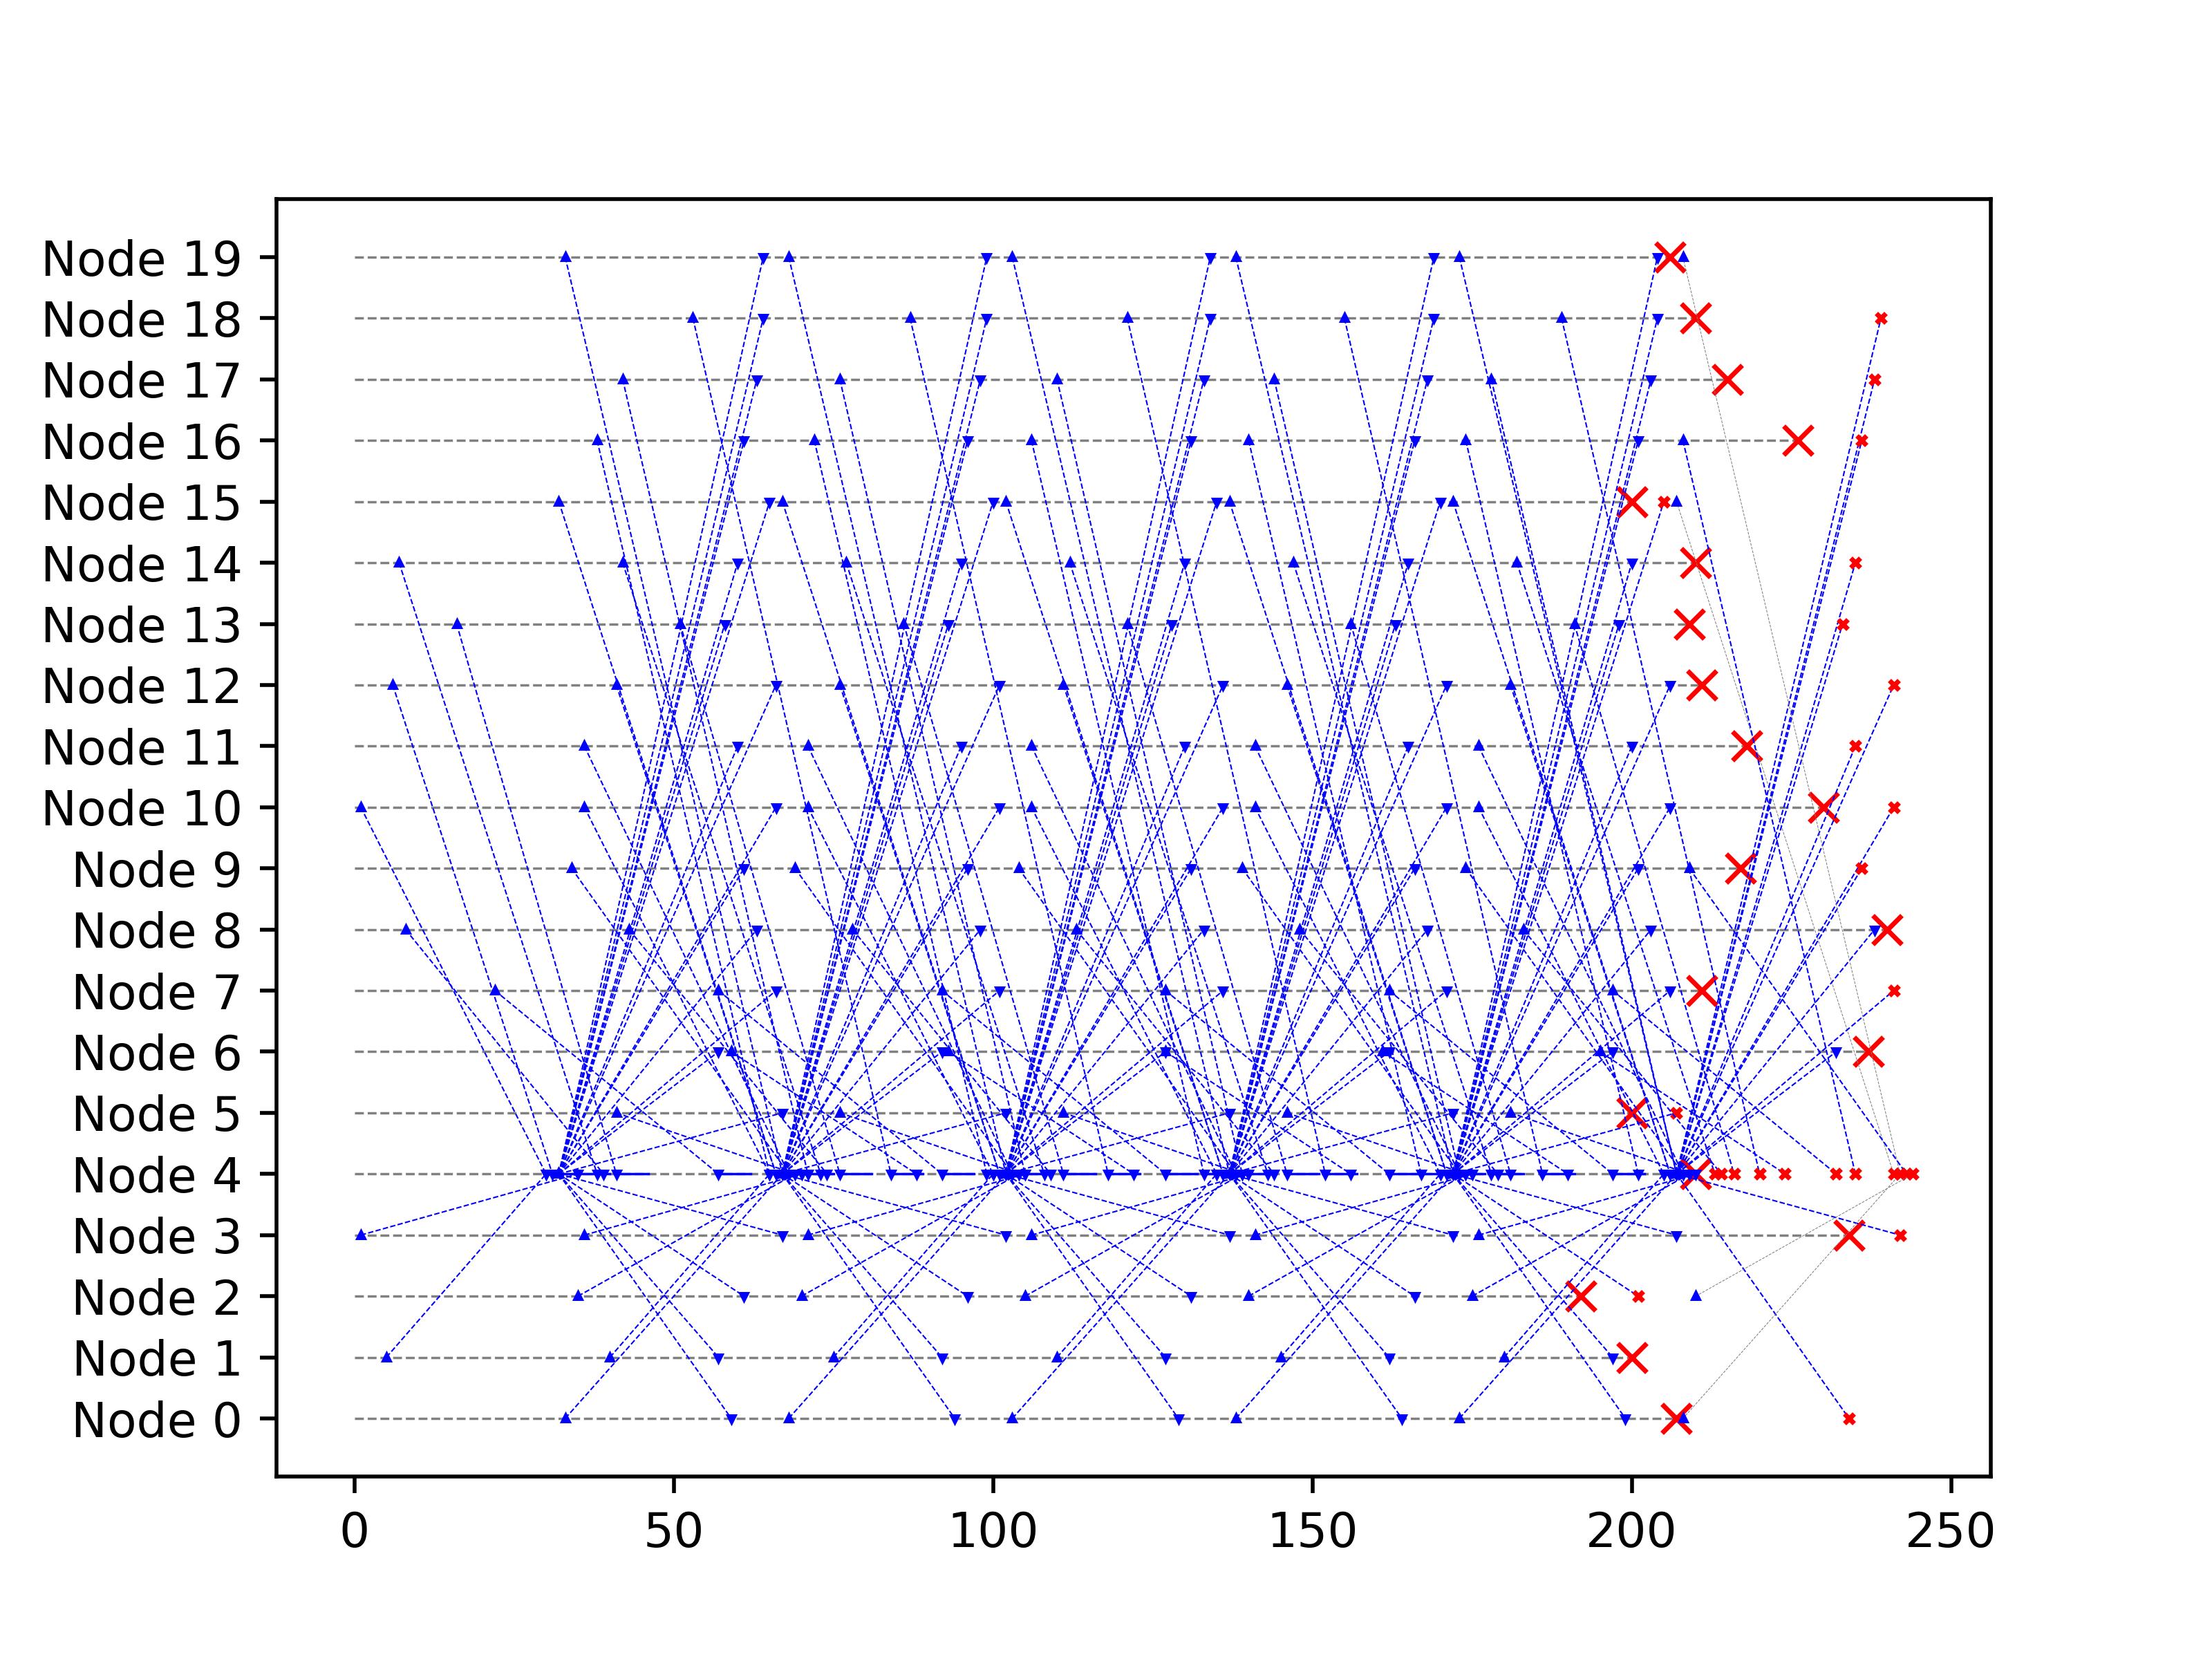 Node 19
Node 18
Node 17
Node 16
Node 15
Node 14
Node 13
Node 12
Node 11
Node 10
Node 9
Node 8
Node 7
Node 6
Node 5
Node 4
Node 3
Node 2
Node 1
Node 0
0 50 100 150 200 250